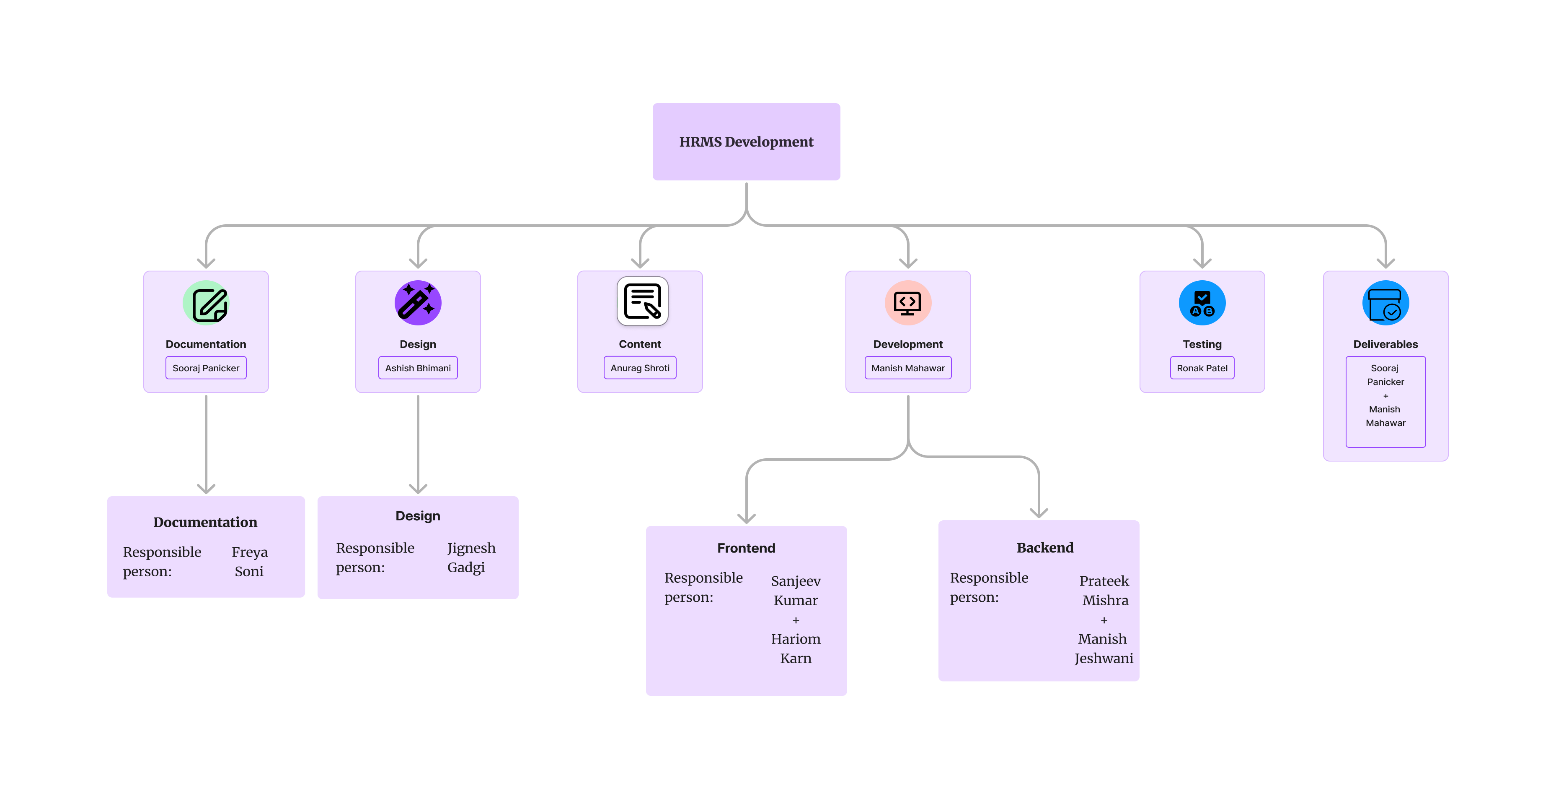 HRMS Development
Documentation
Sooraj Panicker
Design
Ashish Bhimani
Content
Anurag Shroti
Development
Manish Mahawar
A B
Testing
Ronak Patel
Deliverables
Sooraj
Panicker
+
Manish
Mahawar
Documentation
Responsible
person:
Freya
Soni
Design
Responsible
person:
Jignesh
Gadgi
Frontend
Responsible
person:
Sanjeev
Kumar
+
Hariom
Karn
Backend
Responsible
person:
Prateek
Mishra
+
Manish
Jeshwani